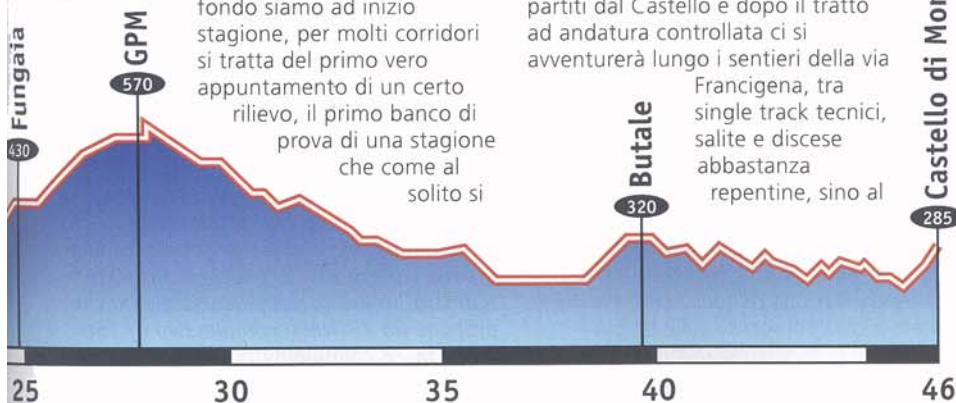 fondo siamo ad inizio
stagione, per molti corridori
si tratta del primo vero
appuntamento di un certo
rilievo, il primo banco di
prova di una stagione
che come al
solito si
partiti dal Castello e dopo il tratto
ad andatura controllata ci si
avventurerà lungo i sentieri della via
Francigena, tra
single track tecnici,
salite e discese
abbastanza
repentine, sino al
Fungaia
430
GPM
570
Butale
320
Castello di Mon
285
25
30
35
40
46